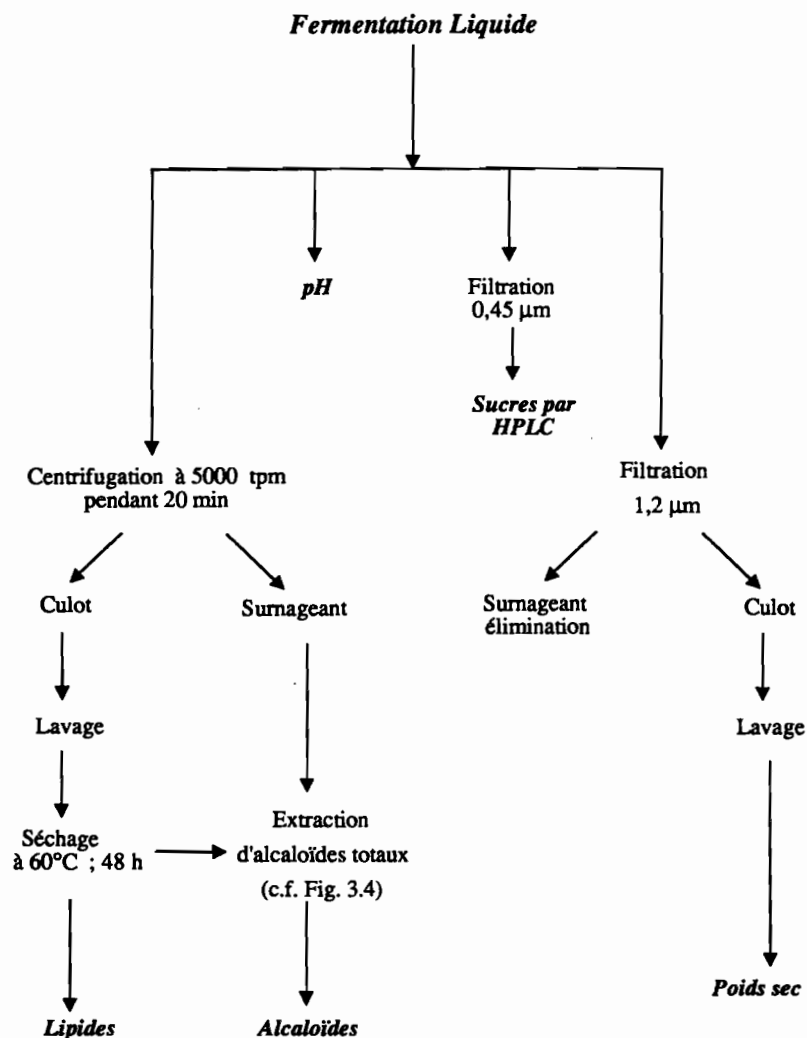 Fermentation Liquide
pH
Filtration
0,45 µm
Sucres par
HPLC
Centrifugation à 5000 tpm
pendant 20 min
Filtration
1,2 µm
Culot
Surnageant
Surnageant
élimination
Culot
Lavage
Lavage
Séchage
à 60°C ; 48 h
Extraction
d'alcaloïdes totaux
(c.f. Fig. 3.4)
Poids sec
Lipides
Alcaloïdes